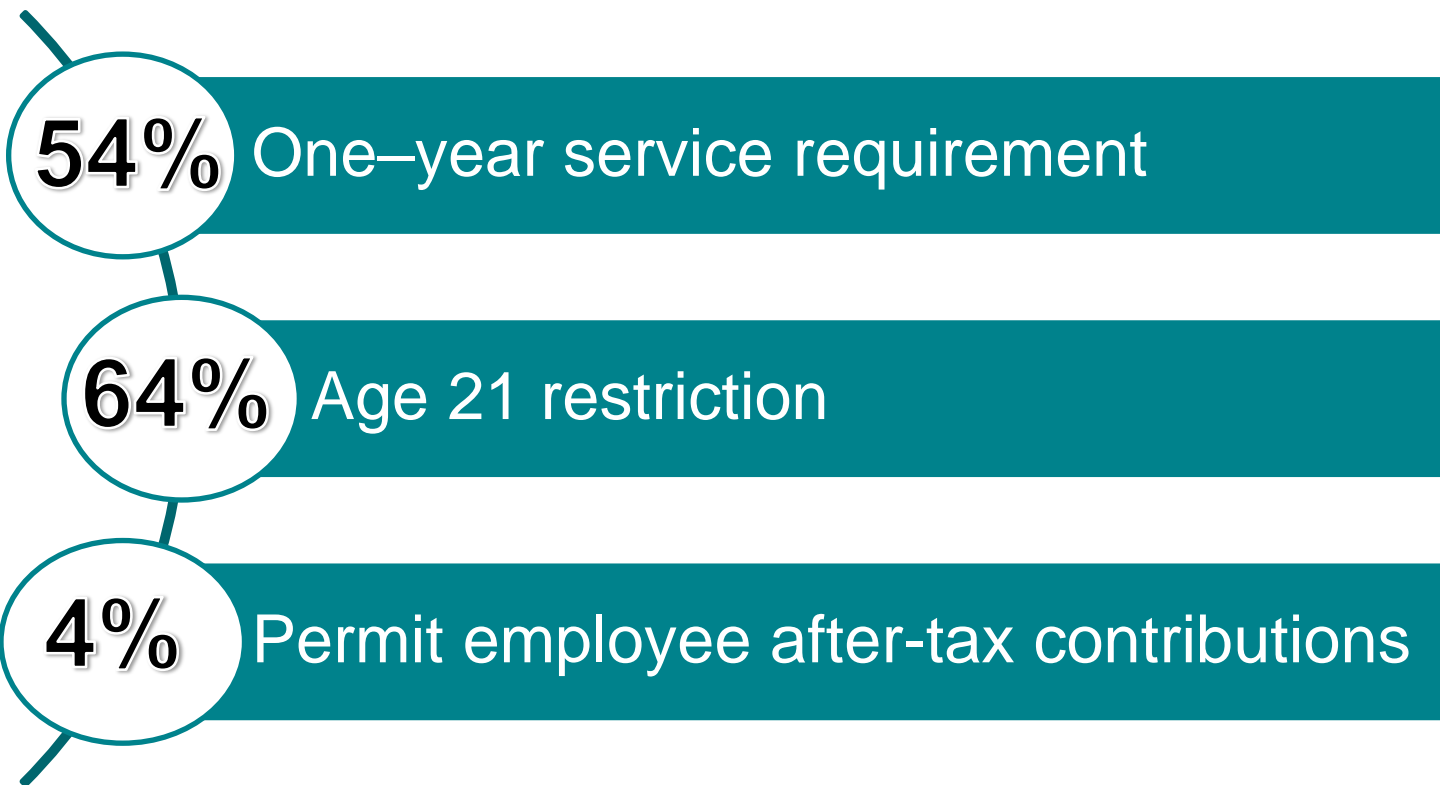 54% One–year service requirement
64% Age 21 restriction
4% Permit employee after-tax contributions